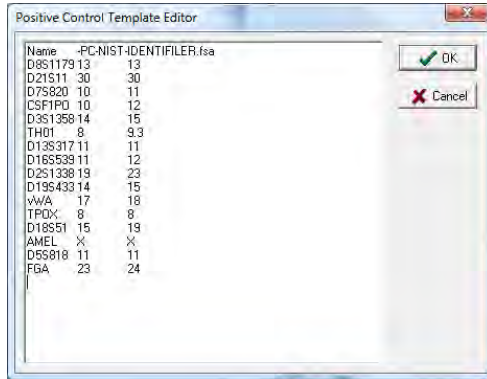 Positive Control Template Editor
Name -PC-NIST-IDENTIFILER.fsa
D8S1179 13 13
D21S11 30 30
D7S820 10 11
CSF1PO 10 12
D3S1358 14 15
TH01 8 9.3
D13S317 11 11
D16S539 11 12
D2S1338 19 23
D19S433 14 15
vWA 17 18
TPOX 8 8
D18S51 15 19
AMEL X X
D5S818 11 11
FGA 23 24
OK
Cancel